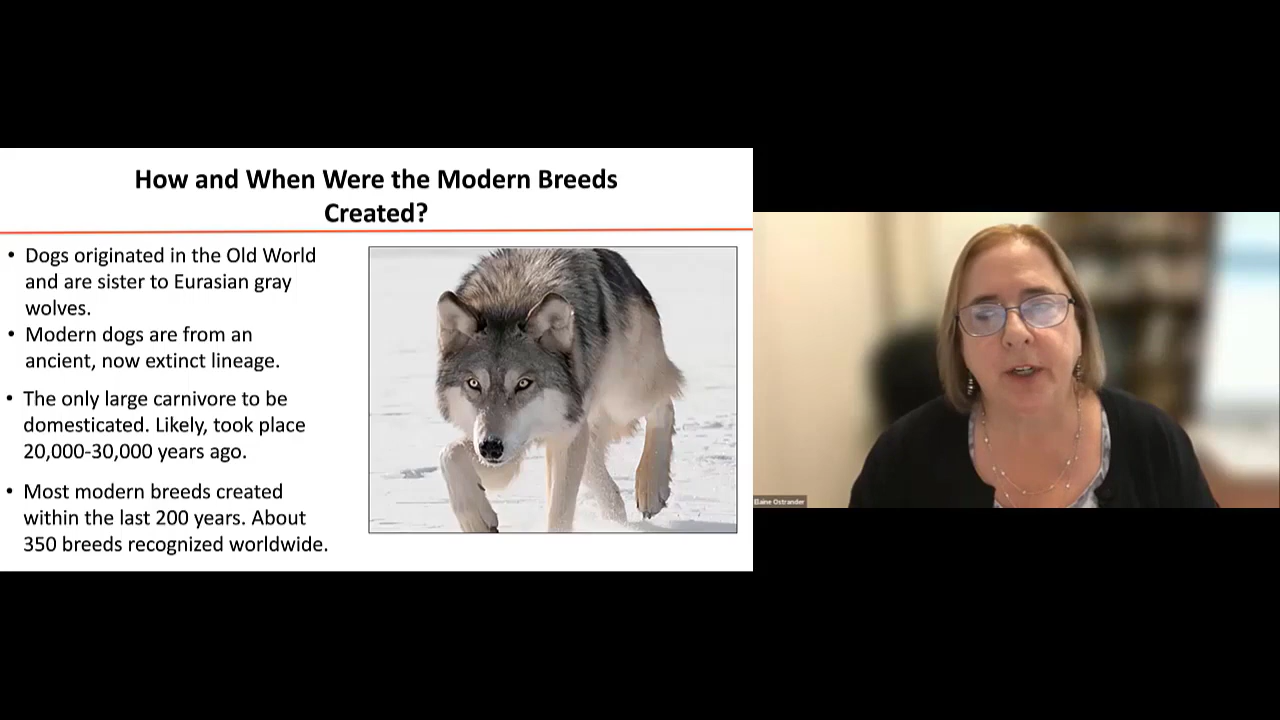 How and When Were the Modern Breeds
Created?
• Dogs originated in the Old World
and are sister to Eurasian gray
wolves.
• Modern dogs are from an
ancient, now extinct lineage.
• The only large carnivore to be
domesticated. Likely, took place
20,000-30,000 years ago.
• Most modern breeds created
within the last 200 years. About
350 breeds recognized worldwide.
Elaine Ostrander